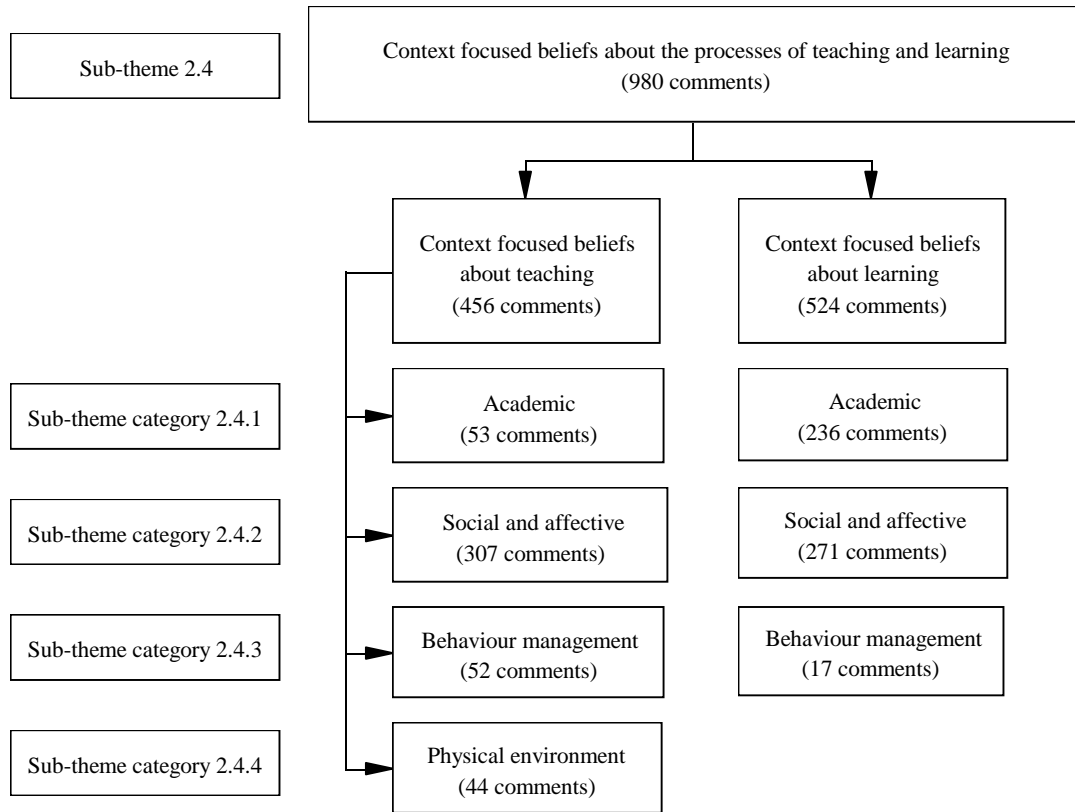 Sub-theme 2.4
Context focused beliefs about the processes of teaching and learning
(980 comments)
Context focused beliefs
about teaching
(456 comments)
Context focused beliefs
about learning
(524 comments)
Sub-theme category 2.4.1
Academic
(53 comments)
Academic
(236 comments)
Sub-theme category 2.4.2
Social and affective
(307 comments)
Social and affective
(271 comments)
Sub-theme category 2.4.3
Behaviour management
(52 comments)
Behaviour management
(17 comments)
Sub-theme category 2.4.4
Physical environment
(44 comments)